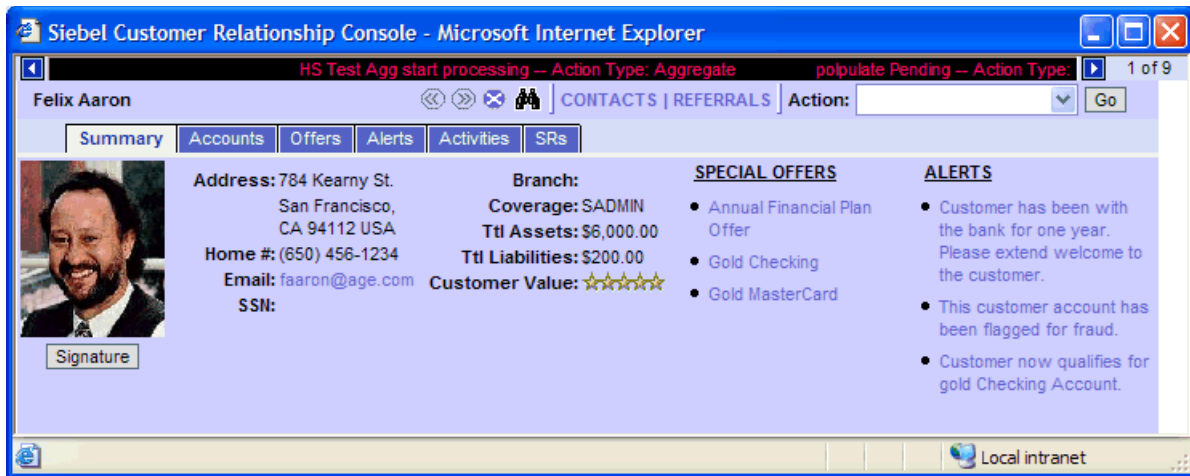 Siebel Customer Relationship Console - Microsoft Internet Explorer
HS Test Agg start processing -- Action Type: Aggregate polpulate Pending -- Action Type: 1 of 9
Felix Aaron CONTACTS | REFERRALS Action: Go
Summary Accounts Offers Alerts Activities SRs
Address: 784 Kearny St.
San Francisco,
CA 94112 USA
Home #: (650) 456-1234
Email: faaron@age.com
SSN:
Signature
Branch:
Coverage: SADMIN
Ttl Assets: $6,000.00
Ttl Liabilities: $200.00
Customer Value:
SPECIAL OFFERS
Annual Financial Plan
Offer
Gold Checking
Gold MasterCard
ALERTS
Customer has been with
the bank for one year.
Please extend welcome to
the customer.
This customer account has
been flagged for fraud.
Customer now qualifies for
gold Checking Account.
Local intranet